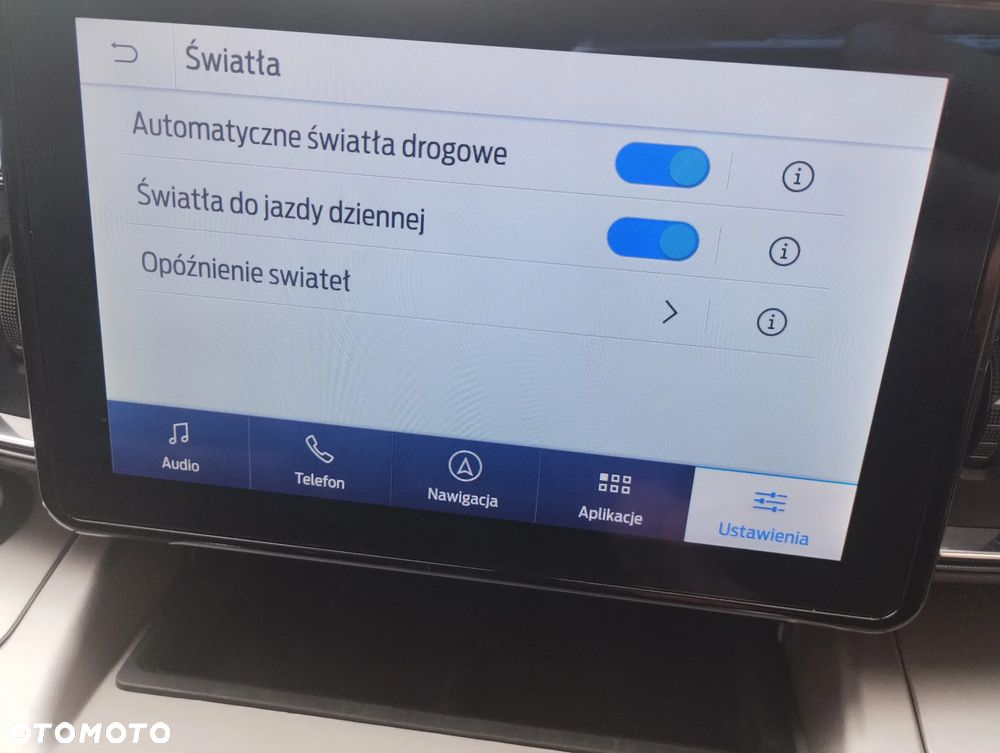 Światła
Automatyczne światła drogowe
Światła do jazdy dziennej
Opóźnienie swiateł
Audio
Telefon
Nawigacja
Aplikacje
Ustawienia
OTOMOTO